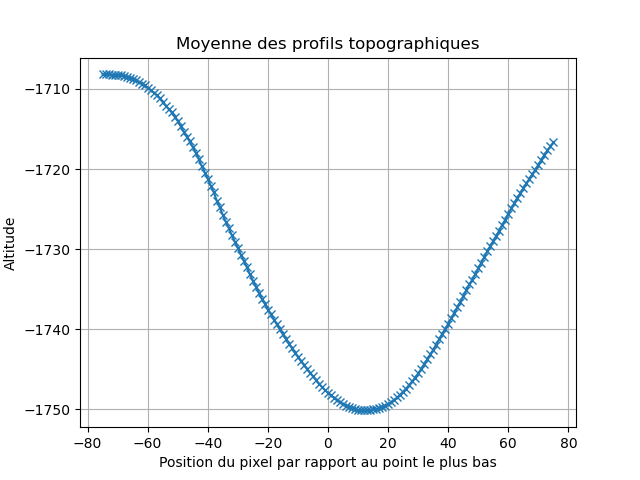 Moyenne des profils topographiques
−1710
−1720
−1730
−1740
−1750
Altitude
−80 −60 −40 −20 0 20 40 60 80
Position du pixel par rapport au point le plus bas